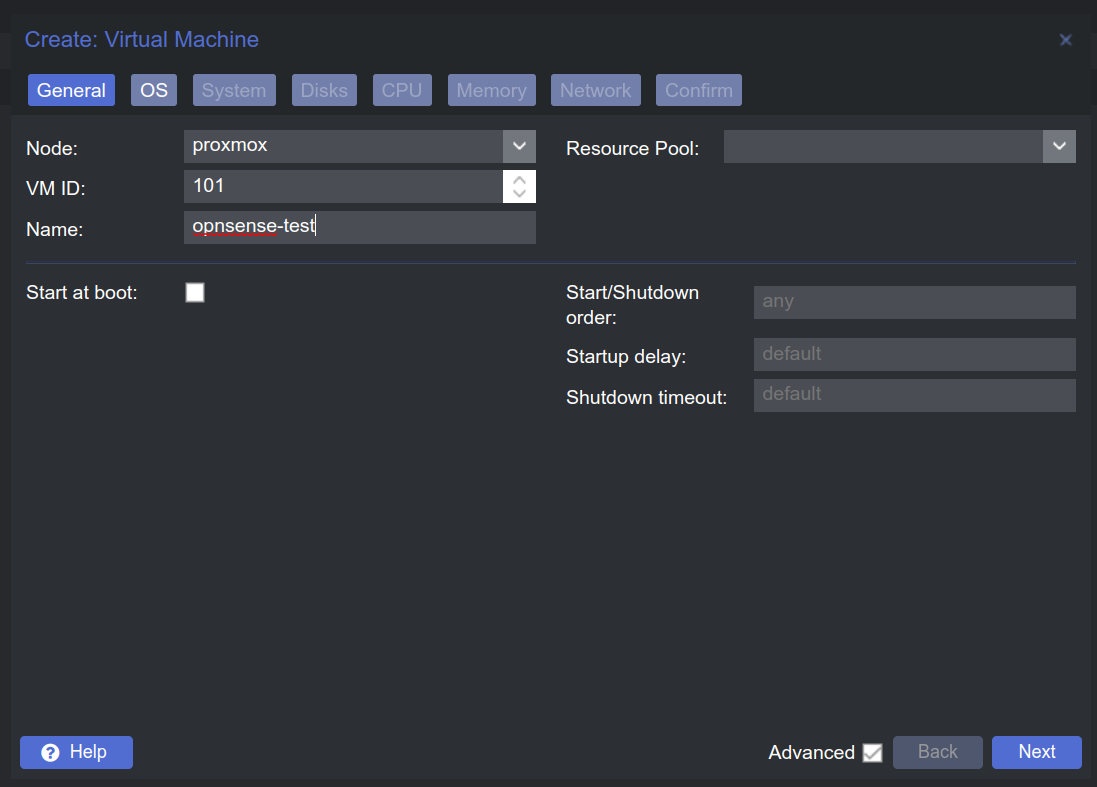 Create: Virtual Machine
General OS System Disks CPU Memory Network Confirm
Node: proxmox
VM ID: 101
Name: opnsense-test
Resource Pool:
Start at boot:
Start/Shutdown
order: any
Startup delay: default
Shutdown timeout: default
Help
Advanced Back Next